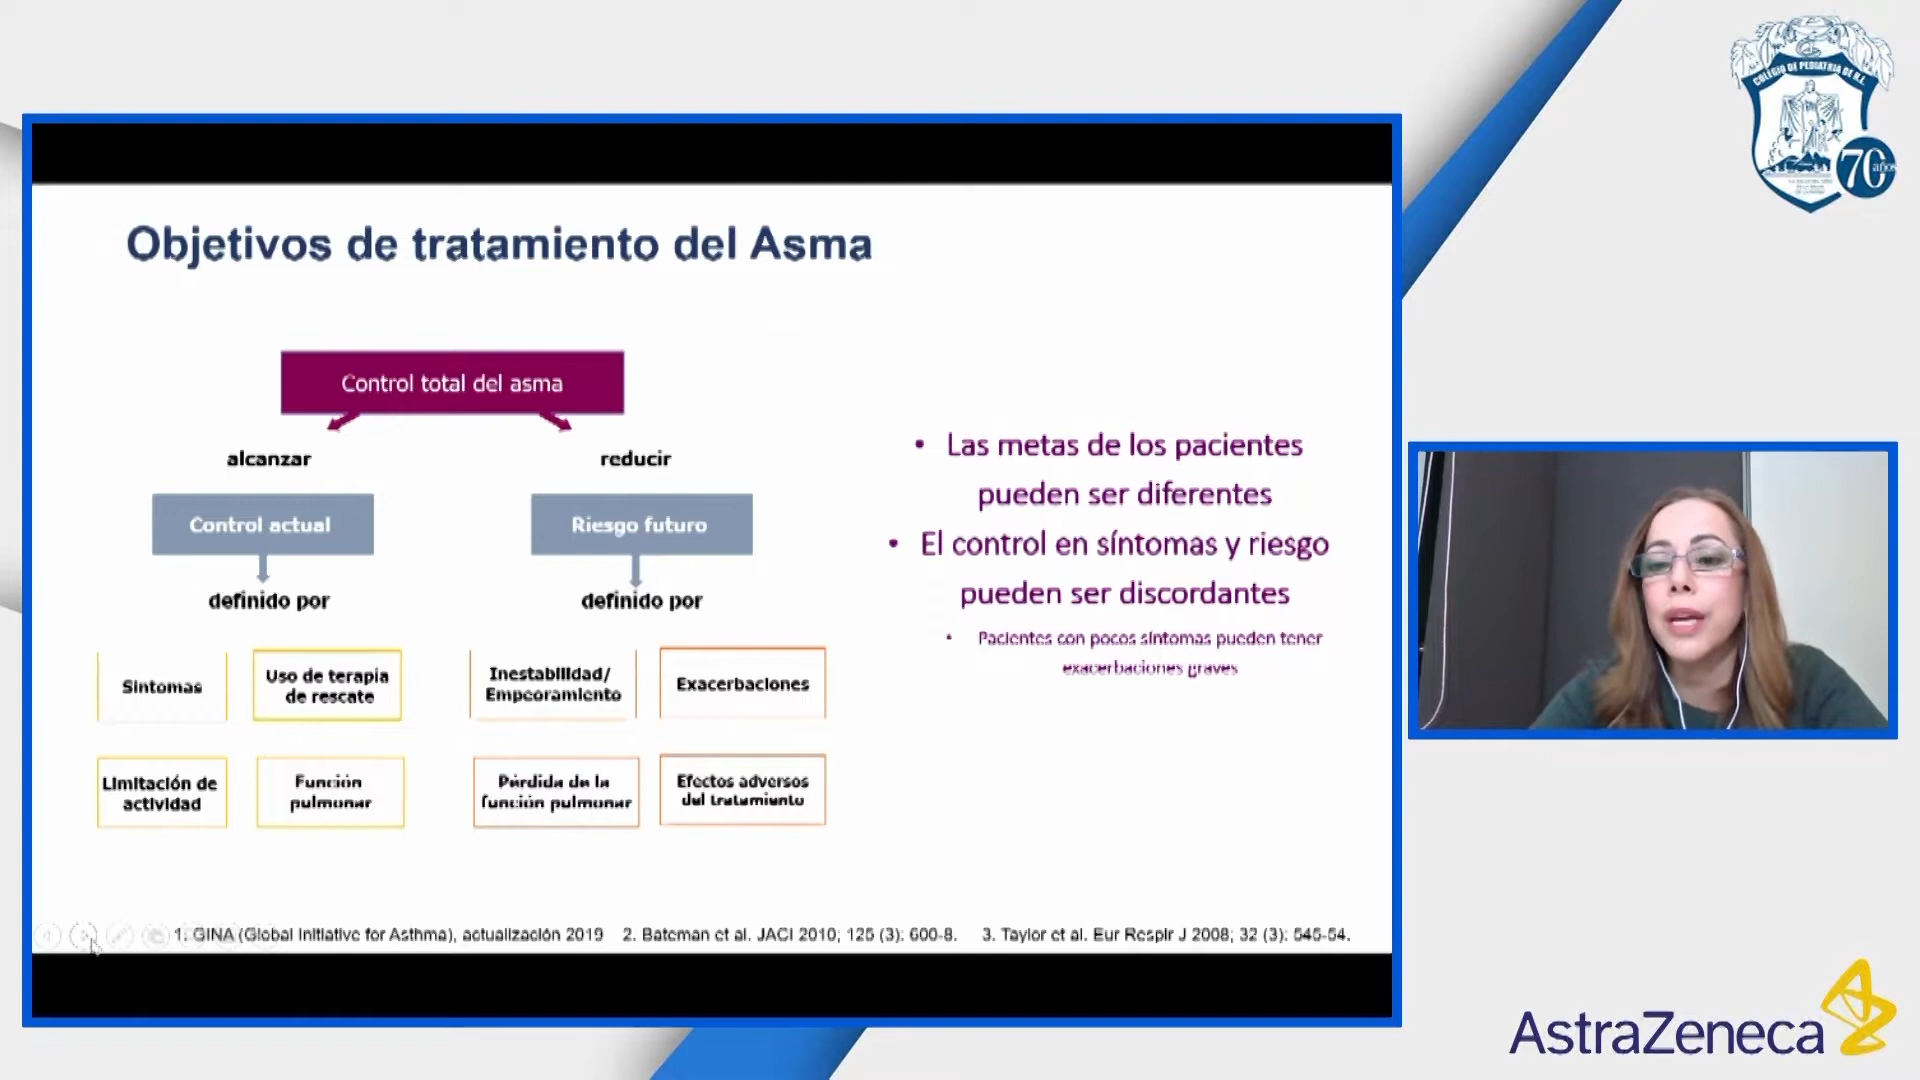 COLEGIO DE PEDIATRIA DE N.L.
70 años
Objetivos de tratamiento del Asma
Control total del asma
alcanzar
reducir
Control actual
Riesgo futuro
definido por
definido por
Síntomas
Uso de terapia
de rescate
Inestabilidad/
Empeoramiento
Exacerbaciones
Limitación de
actividad
Función
pulmonar
Pérdida de la
función pulmonar
Efectos adversos
del tratamiento
• Las metas de los pacientes
pueden ser diferentes
• El control en síntomas y riesgo
pueden ser discordantes
• Pacientes con pocos síntomas pueden tener
exacerbaciones graves
1. GINA (Global Initiative for Asthma), actualización 2019 2. Bateman et al. JACI 2010; 125 (3): 600-8. 3. Taylor et al. Eur Respir J 2008; 32 (3): 545-54.
AstraZeneca